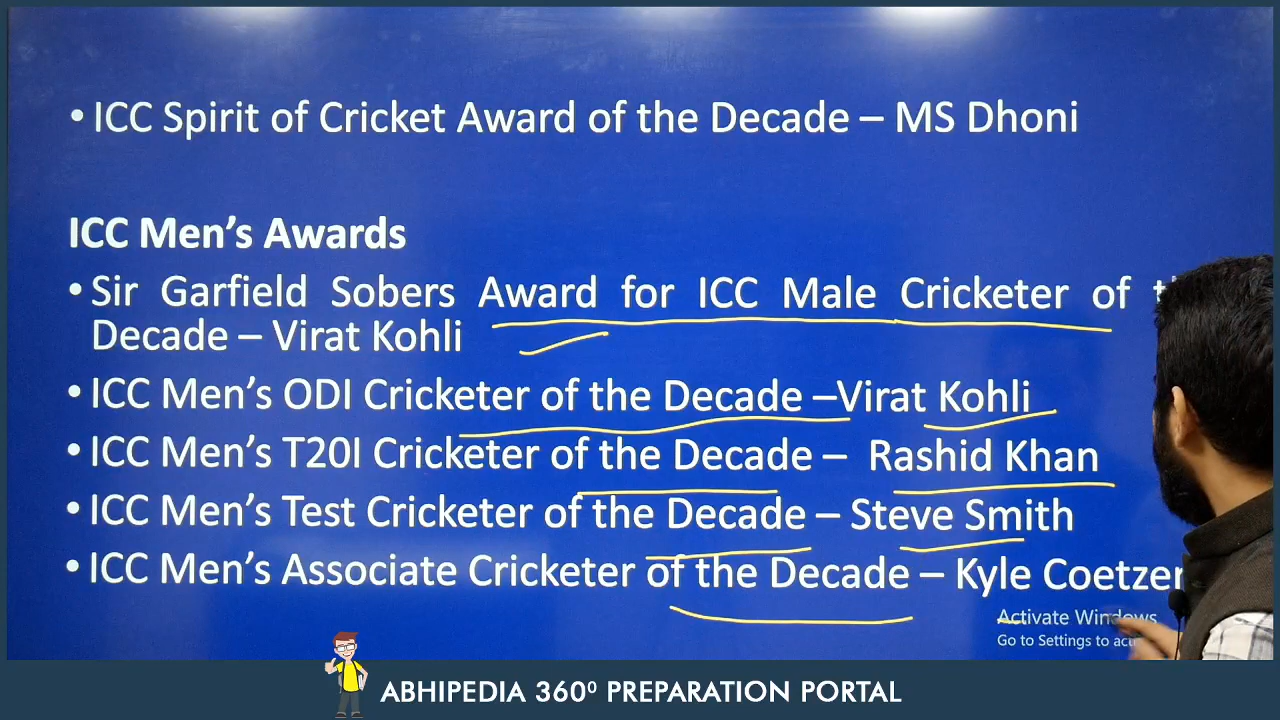 • ICC Spirit of Cricket Award of the Decade – MS Dhoni
ICC Men's Awards
• Sir Garfield Sobers Award for ICC Male Cricketer of
Decade – Virat Kohli
• ICC Men's ODI Cricketer of the Decade –Virat Kohli
• ICC Men's T20I Cricketer of the Decade – Rashid Khan
• ICC Men's Test Cricketer of the Decade – Steve Smith
• ICC Men's Associate Cricketer of the Decade – Kyle Coetzer
Activate Windows
Go to Settings to
ABHIPEDIA 360⁰ PREPARATION PORTAL